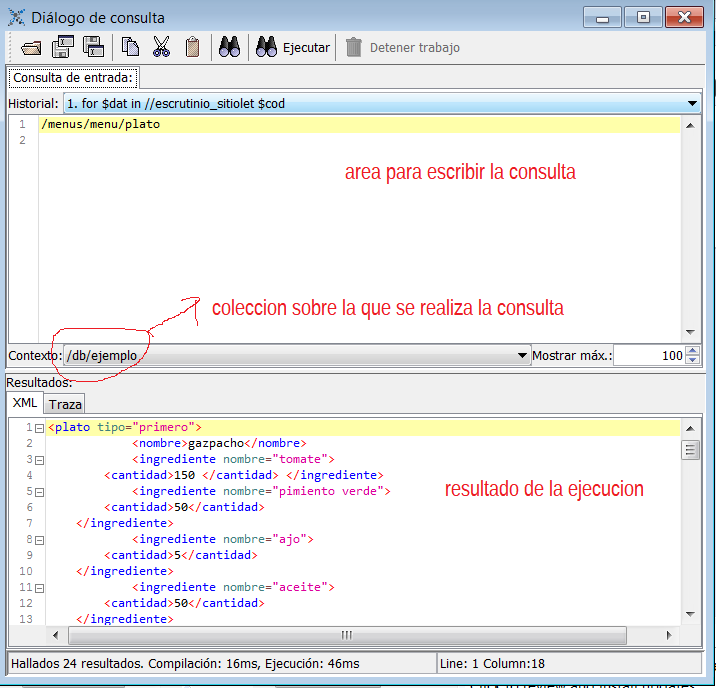 Diálogo de consulta
Ejecutar
Detener trabajo
Consulta de entrada:
Historial: 1. for $dat in //escrutinio_sitiolet $cod
1 /menus/menu/plato
2
area para escribir la consulta
coleccion sobre la que se realiza la consulta
Contexto: /db/ejemplo Mostrar máx.: 100
Resultados:
XML Traza
1 <plato tipo="primero">
2 <nombre>gazpacho</nombre>
3 <ingrediente nombre="tomate">
4 <cantidad>150 </cantidad> </ingrediente>
5 <ingrediente nombre="pimiento verde">
6 <cantidad>50</cantidad>
7 </ingrediente>
8 <ingrediente nombre="ajo">
9 <cantidad>5</cantidad>
10 </ingrediente>
11 <ingrediente nombre="aceite">
12 <cantidad>50</cantidad>
13 </ingrediente>
resultado de la ejecucion
Hallados 24 resultados. Compilación: 16ms, Ejecución: 46ms Line: 1 Column:18